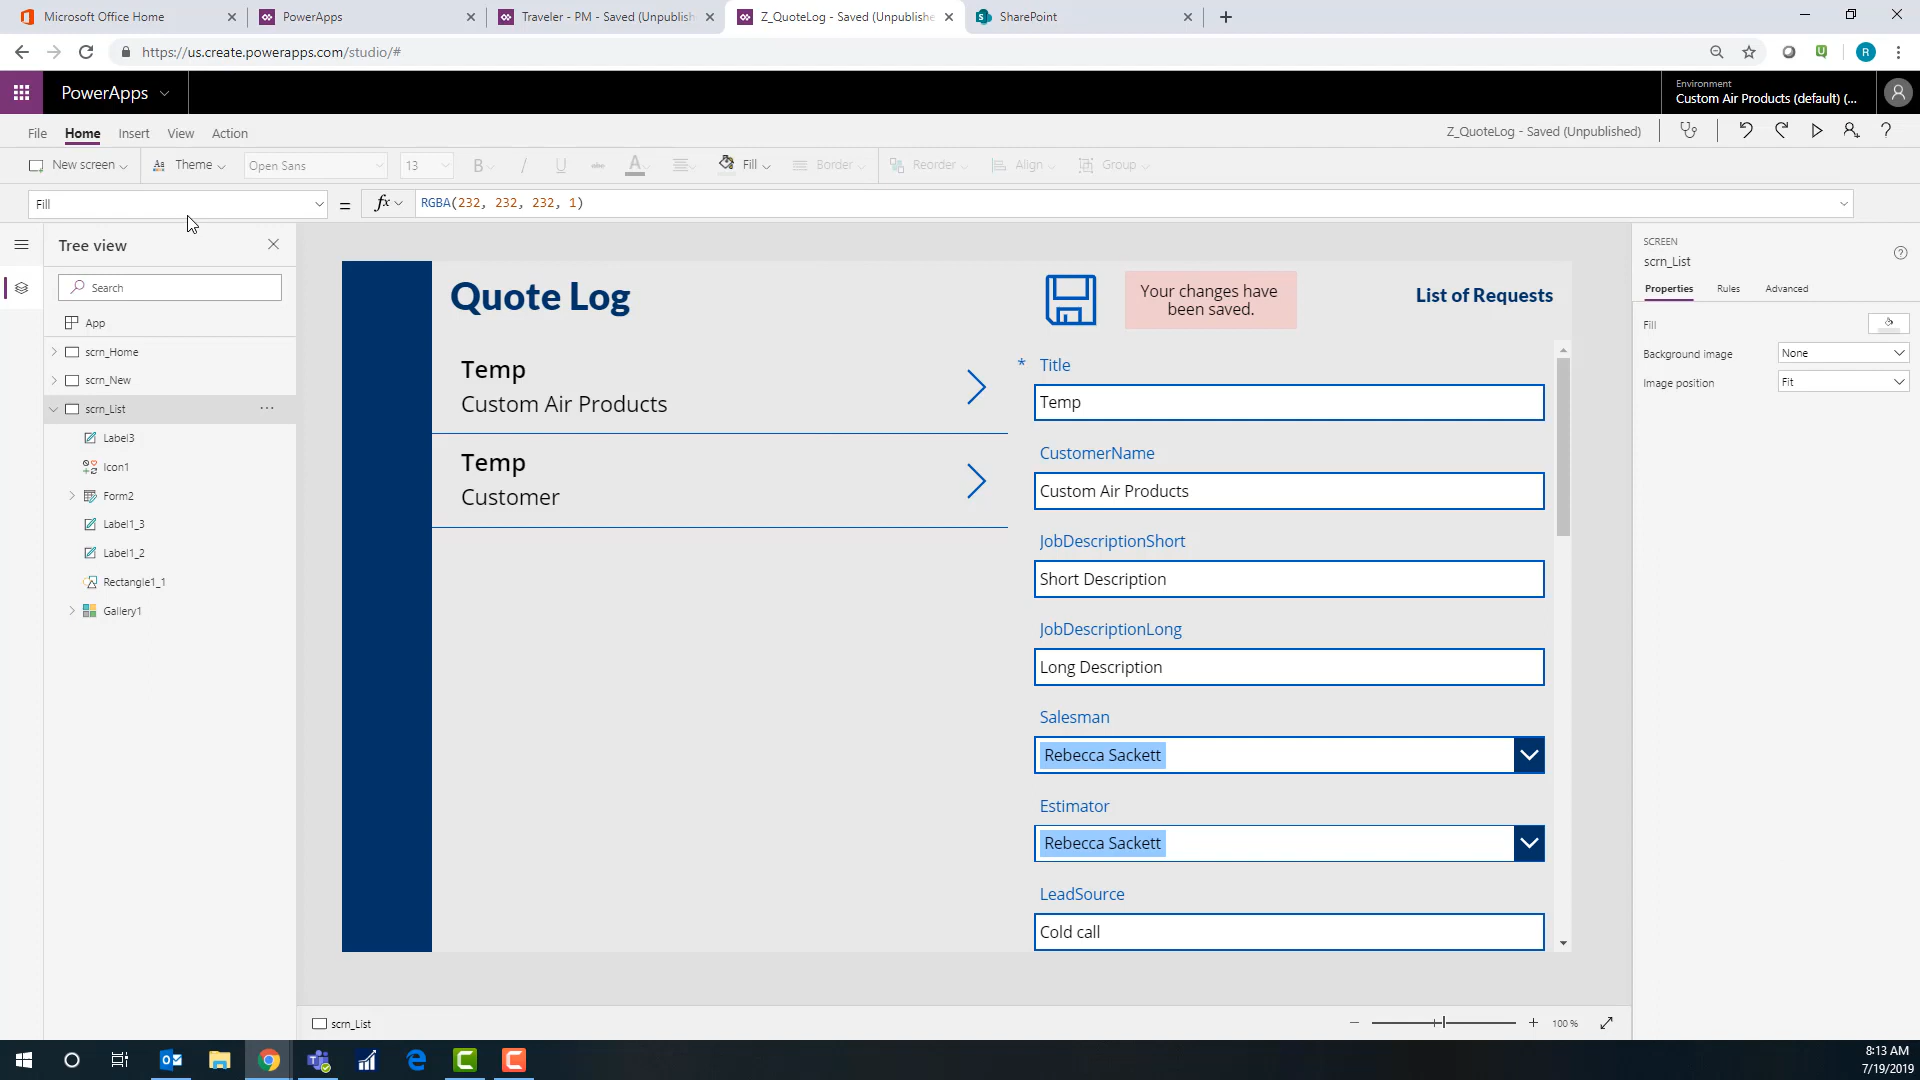 Microsoft Office Home
PowerApps
Traveler - PM - Saved (Unpublish
Z_QuoteLog - Saved (Unpublishe
SharePoint
https://us.create.powerapps.com/studio/#
R
PowerApps
Environment
Custom Air Products (default) (...
File
Home
Insert
View
Action
Z_QuoteLog - Saved (Unpublished)
New screen
Theme
Open Sans
13
B
I
U
abc
A
Fill
Border
Reorder
Align
Group
Fill
=
fx
RGBA(232, 232, 232, 1)
Tree view
Search
App
scrn_Home
scrn_New
scrn_List
Label3
Icon1
Form2
Label1_3
Label1_2
Rectangle1_1
Gallery1
Quote Log
Your changes have
been saved.
List of Requests
Temp
Custom Air Products
Temp
Customer
* Title
Temp
CustomerName
Custom Air Products
JobDescriptionShort
Short Description
JobDescriptionLong
Long Description
Salesman
Rebecca Sackett
Estimator
Rebecca Sackett
LeadSource
Cold call
SCREEN
scrn_List
Properties
Rules
Advanced
Fill
Background image
None
Image position
Fit
scrn_List
100 %
8:13 AM
7/19/2019